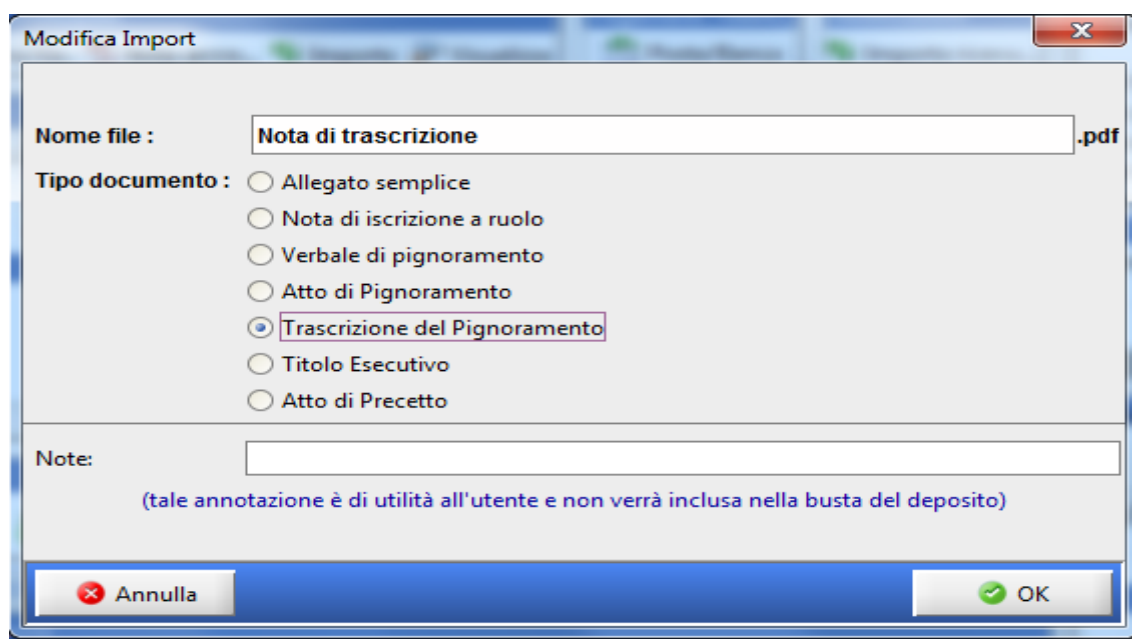 Modifica Import
Nome file : Nota di trascrizione .pdf
Tipo documento : Allegato semplice
Nota di iscrizione a ruolo
Verbale di pignoramento
Atto di Pignoramento
Trascrizione del Pignoramento
Titolo Esecutivo
Atto di Precetto
Note:
(tale annotazione è di utilità all'utente e non verrà inclusa nella busta del deposito)
Annulla OK